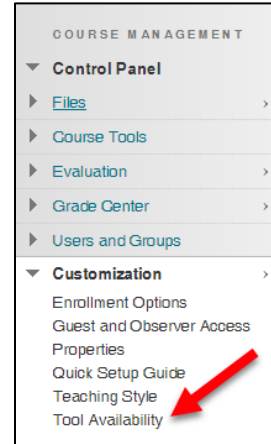 COURSE MANAGEMENT
Control Panel
Files
Course Tools
Evaluation
Grade Center
Users and Groups
Customization
Enrollment Options
Guest and Observer Access
Properties
Quick Setup Guide
Teaching Style
Tool Availability